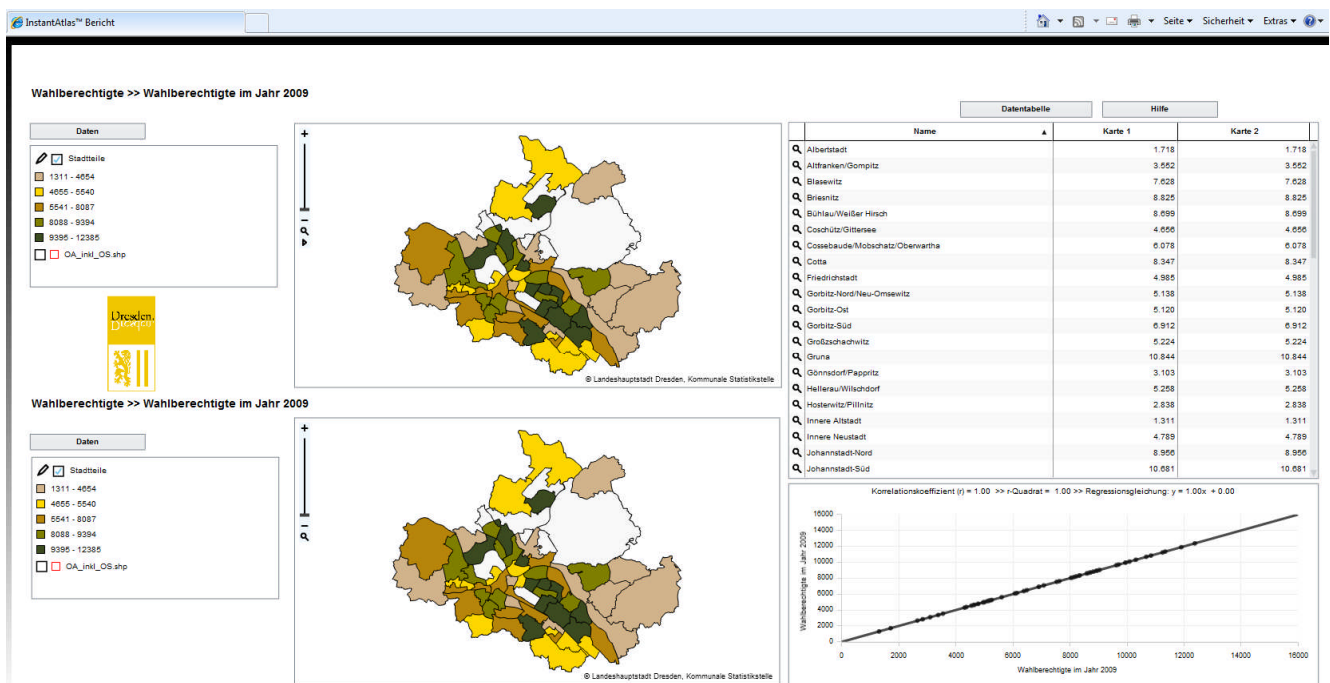 InstantAtlas™ Bericht
Seite Sicherheit Extras
Wahlberechtigte >> Wahlberechtigte im Jahr 2009
Daten
Stadtteile
1311 - 4654
4655 - 5540
5541 - 8087
8088 - 9394
9395 - 12385
OA_inkl_OS.shp
Dresden.
© Landeshauptstadt Dresden, Kommunale Statistikstelle
Wahlberechtigte >> Wahlberechtigte im Jahr 2009
Daten
Stadtteile
1311 - 4654
4655 - 5540
5541 - 8087
8088 - 9394
9395 - 12385
OA_inkl_OS.shp
© Landeshauptstadt Dresden, Kommunale Statistikstelle
Datentabelle Hilfe
Name Karte 1 Karte 2
Albertstadt 1.718 1.718
Altfranken/Gompitz 3.552 3.552
Blasewitz 7.628 7.628
Briesnitz 8.825 8.825
Bühlau/Weißer Hirsch 8.699 8.699
Coschütz/Gittersee 4.656 4.656
Cossebaude/Mobschatz/Oberwartha 6.078 6.078
Cotta 8.347 8.347
Friedrichstadt 4.985 4.985
Gorbitz-Nord/Neu-Omsewitz 5.138 5.138
Gorbitz-Ost 5.120 5.120
Gorbitz-Süd 6.912 6.912
Großzschachwitz 5.224 5.224
Gruna 10.844 10.844
Gönnsdorf/Pappritz 3.103 3.103
Hellerau/Wilschdorf 5.258 5.258
Hosterwitz/Pillnitz 2.838 2.838
Innere Altstadt 1.311 1.311
Innere Neustadt 4.789 4.789
Johannstadt-Nord 8.956 8.956
Johannstadt-Süd 10.681 10.681
Korrelationskoeffizient (r) = 1.00 >> r-Quadrat = 1.00 >> Regressionsgleichung: y = 1.00x + 0.00
Wahlberechtigte im Jahr 2009
16000
14000
12000
10000
8000
6000
4000
2000
0
0 2000 4000 6000 8000 10000 12000 14000 16000
Wahlberechtigte im Jahr 2009